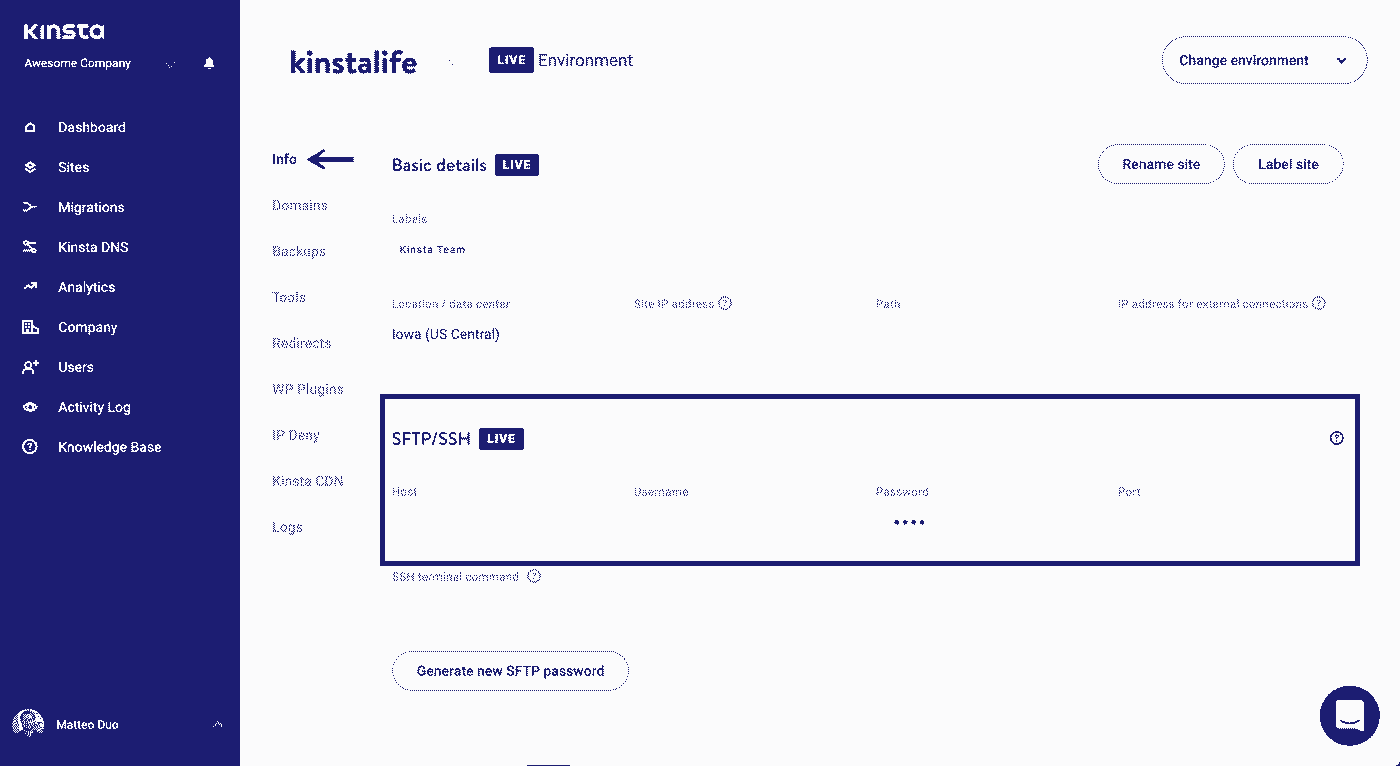 Kinsta
Awesome Company
Dashboard
Sites
Migrations
Kinsta DNS
Analytics
Company
Users
Activity Log
Knowledge Base
Matteo Duo
kinstalife
LIVE Environment
Change environment
Info
Domains
Backups
Tools
Redirects
WP Plugins
IP Deny
Kinsta CDN
Logs
Basic details LIVE
Rename site
Label site
Labels
Kinsta Team
Location / data center
Site IP address ?
Path
IP address for external connections ?
Iowa (US Central)
SFTP/SSH LIVE
?
Host
Username
Password
Port
••••
SSH terminal command ?
Generate new SFTP password